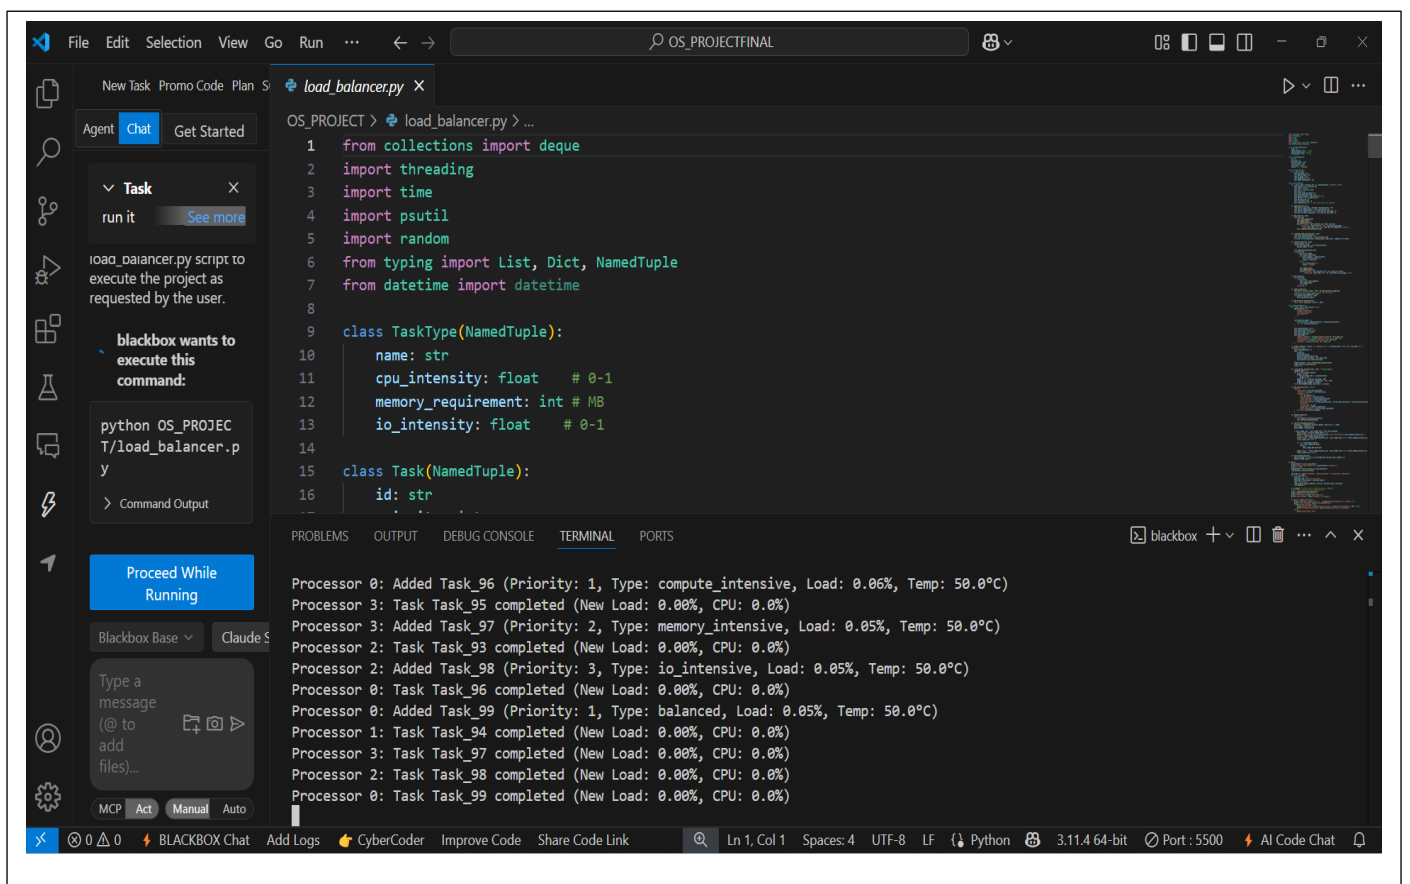 File Edit Selection View Go Run ··· OS_PROJECTFINAL
New Task Promo Code Plan
Agent Chat Get Started
Task
run it See more
load_balancer.py script to
execute the project as
requested by the user.
blackbox wants to
execute this
command:
python OS_PROJEC
T/load_balancer.p
y
Command Output
Proceed While
Running
Blackbox Base Claude S
Type a
message
(@ to
add
files)...
MCP Act Manual Auto
load_balancer.py
OS_PROJECT > load_balancer.py > ...
1 from collections import deque
2 import threading
3 import time
4 import psutil
5 import random
6 from typing import List, Dict, NamedTuple
7 from datetime import datetime
8
9 class TaskType(NamedTuple):
10 name: str
11 cpu_intensity: float # 0-1
12 memory_requirement: int # MB
13 io_intensity: float # 0-1
14
15 class Task(NamedTuple):
16 id: str
PROBLEMS OUTPUT DEBUG CONSOLE TERMINAL PORTS blackbox
Processor 0: Added Task_96 (Priority: 1, Type: compute_intensive, Load: 0.06%, Temp: 50.0°C)
Processor 3: Task Task_95 completed (New Load: 0.00%, CPU: 0.0%)
Processor 3: Added Task_97 (Priority: 2, Type: memory_intensive, Load: 0.05%, Temp: 50.0°C)
Processor 2: Task Task_93 completed (New Load: 0.00%, CPU: 0.0%)
Processor 2: Added Task_98 (Priority: 3, Type: io_intensive, Load: 0.05%, Temp: 50.0°C)
Processor 0: Task Task_96 completed (New Load: 0.00%, CPU: 0.0%)
Processor 0: Added Task_99 (Priority: 1, Type: balanced, Load: 0.05%, Temp: 50.0°C)
Processor 1: Task Task_94 completed (New Load: 0.00%, CPU: 0.0%)
Processor 3: Task Task_97 completed (New Load: 0.00%, CPU: 0.0%)
Processor 2: Task Task_98 completed (New Load: 0.00%, CPU: 0.0%)
Processor 0: Task Task_99 completed (New Load: 0.00%, CPU: 0.0%)
0 0 BLACKBOX Chat Add Logs CyberCoder Improve Code Share Code Link Ln 1, Col 1 Spaces: 4 UTF-8 LF Python 3.11.4 64-bit Port : 5500 AI Code Chat